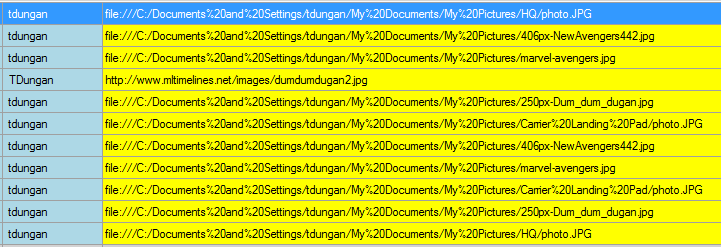 tdungan file:///C:/Documents%20and%20Settings/tdungan/My%20Documents/My%20Pictures/HQ/photo.JPG
tdungan file:///C:/Documents%20and%20Settings/tdungan/My%20Documents/My%20Pictures/406px-NewAvengers442.jpg
tdungan file:///C:/Documents%20and%20Settings/tdungan/My%20Documents/My%20Pictures/marvel-avengers.jpg
TDungan http://www.mltimelines.net/images/dumdumdugan2.jpg
tdungan file:///C:/Documents%20and%20Settings/tdungan/My%20Documents/My%20Pictures/250px-Dum_dum_dugan.jpg
tdungan file:///C:/Documents%20and%20Settings/tdungan/My%20Documents/My%20Pictures/Carrier%20Landing%20Pad/photo.JPG
tdungan file:///C:/Documents%20and%20Settings/tdungan/My%20Documents/My%20Pictures/406px-NewAvengers442.jpg
tdungan file:///C:/Documents%20and%20Settings/tdungan/My%20Documents/My%20Pictures/marvel-avengers.jpg
tdungan file:///C:/Documents%20and%20Settings/tdungan/My%20Documents/My%20Pictures/Carrier%20Landing%20Pad/photo.JPG
tdungan file:///C:/Documents%20and%20Settings/tdungan/My%20Documents/My%20Pictures/250px-Dum_dum_dugan.jpg
tdungan file:///C:/Documents%20and%20Settings/tdungan/My%20Documents/My%20Pictures/HQ/photo.JPG